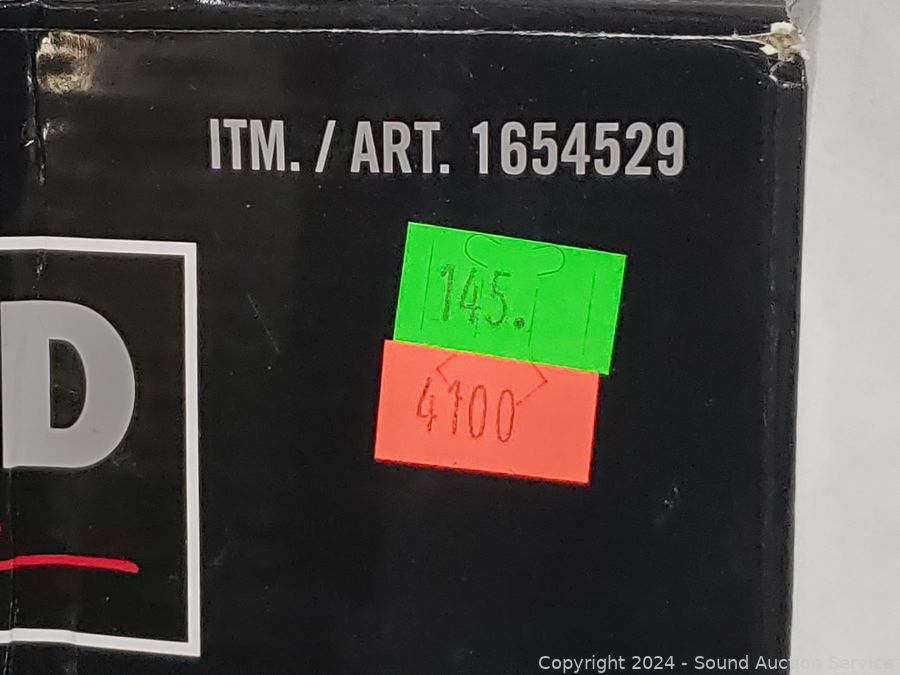 ITM. / ART. 1654529
145.
4100
D
Copyright 2024 - Sound Auction Service